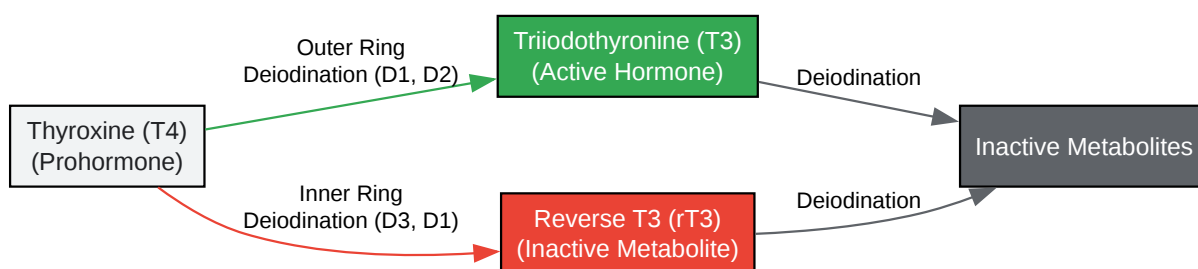 Thyroxine (T4)
(Prohormone)
Outer Ring
Deiodination (D1, D2)
Triiodothyronine (T3)
(Active Hormone)
Deiodination
Inner Ring
Deiodination (D3, D1)
Reverse T3 (rT3)
(Inactive Metabolite)
Deiodination
Inactive Metabolites